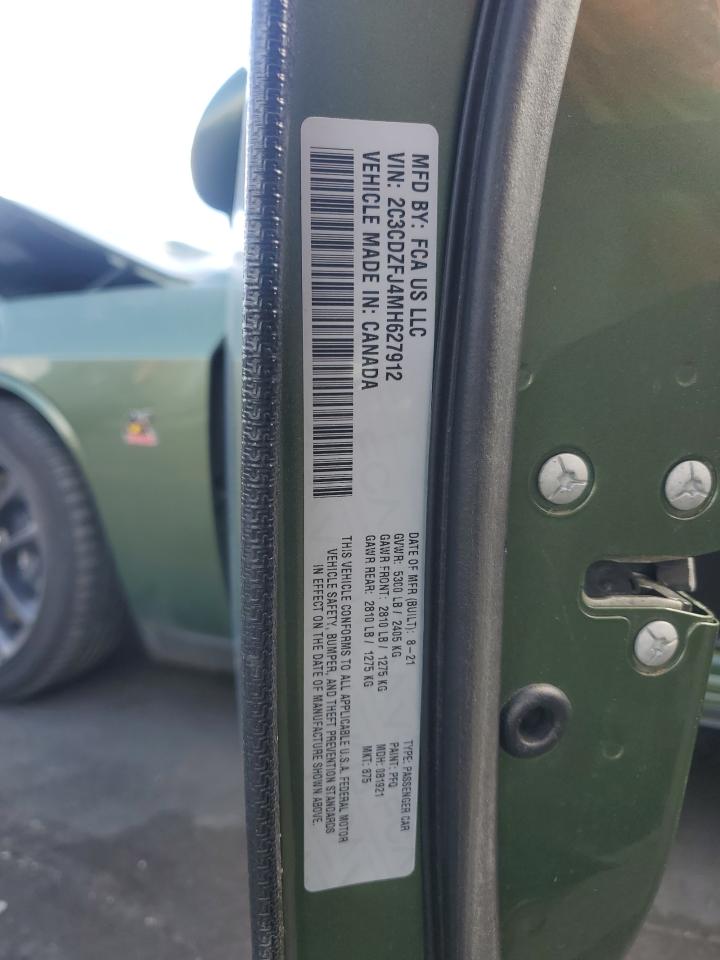 MFD BY: FCA US LLC
VIN: 2C3CDZFJ4MH627912
VEHICLE MADE IN: CANADA
DATE OF MFR (BUILT): 8-21
GVWR: 5300 LB / 2405 KG
GAWR FRONT: 2810 LB / 1275 KG
GAWR REAR: 2810 LB / 1275 KG
TYPE: PASSENGER CAR
PAINT: PFQ
MDH: 081921
MKT: 875
THIS VEHICLE CONFORMS TO ALL APPLICABLE U.S.A. FEDERAL MOTOR
VEHICLE SAFETY, BUMPER, AND THEFT PREVENTION STANDARDS
IN EFFECT ON THE DATE OF MANUFACTURE SHOWN ABOVE.